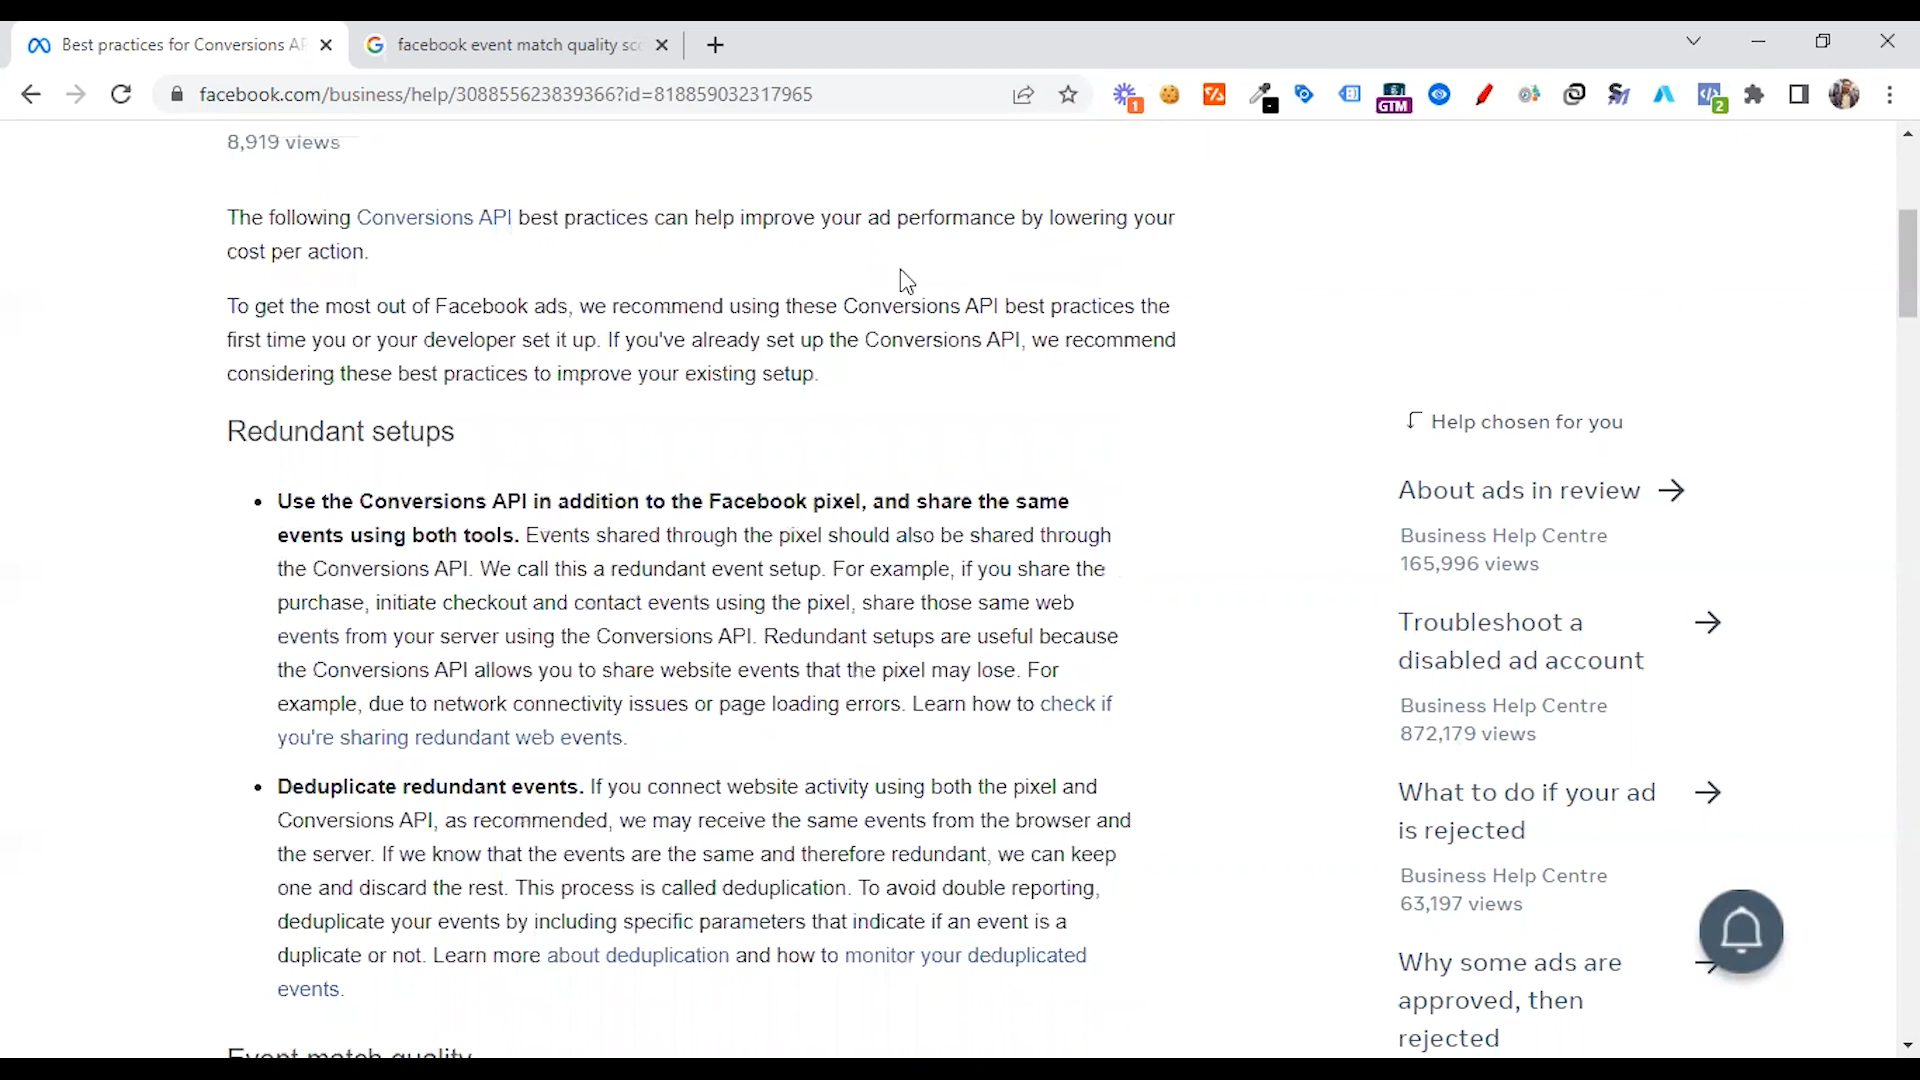 Best practices for Conversions AP
facebook event match quality sco
facebook.com/business/help/308855623839366?id=818859032317965
1
GTM
2
8,919 views
The following Conversions API best practices can help improve your ad performance by lowering your
cost per action.
To get the most out of Facebook ads, we recommend using these Conversions API best practices the
first time you or your developer set it up. If you've already set up the Conversions API, we recommend
considering these best practices to improve your existing setup.
Redundant setups
• Use the Conversions API in addition to the Facebook pixel, and share the same
events using both tools. Events shared through the pixel should also be shared through
the Conversions API. We call this a redundant event setup. For example, if you share the
purchase, initiate checkout and contact events using the pixel, share those same web
events from your server using the Conversions API. Redundant setups are useful because
the Conversions API allows you to share website events that the pixel may lose. For
example, due to network connectivity issues or page loading errors. Learn how to check if
you're sharing redundant web events.
• Deduplicate redundant events. If you connect website activity using both the pixel and
Conversions API, as recommended, we may receive the same events from the browser and
the server. If we know that the events are the same and therefore redundant, we can keep
one and discard the rest. This process is called deduplication. To avoid double reporting,
deduplicate your events by including specific parameters that indicate if an event is a
duplicate or not. Learn more about deduplication and how to monitor your deduplicated
events.
Event match quality
Help chosen for you
About ads in review
Business Help Centre
165,996 views
Troubleshoot a
disabled ad account
Business Help Centre
872,179 views
What to do if your ad
is rejected
Business Help Centre
63,197 views
Why some ads are
approved, then
rejected